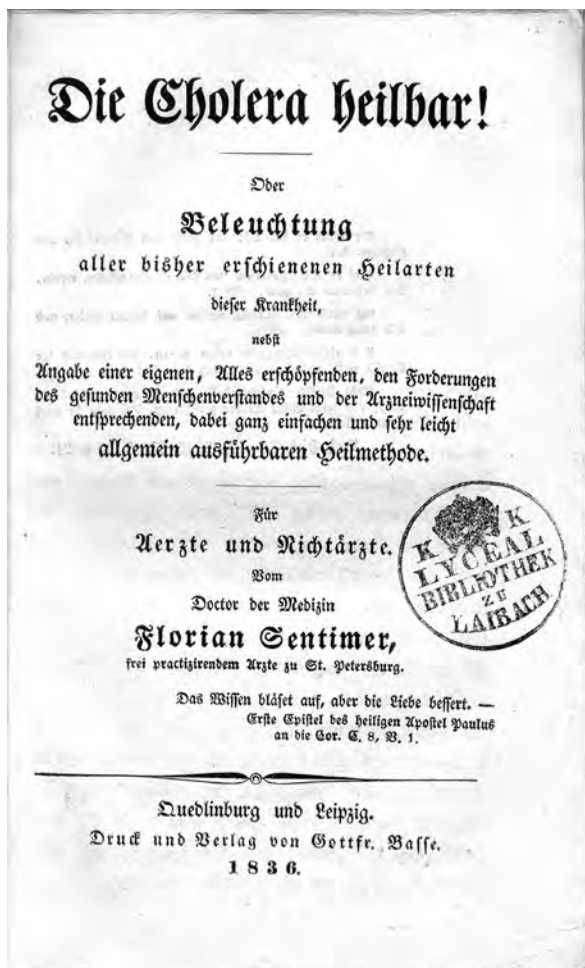 Die Cholera heilbar!
Oder
Beleuchtung
aller bisher erschienenen Heilarten
dieser Krankheit,
nebst
Angabe einer eigenen, Alles erschöpfenden, den Forderungen
des gesunden Menschenverstandes und der Arzneiwissenschaft
entsprechenden, dabei ganz einfachen und sehr leicht
allgemein ausführbaren Heilmethode.
Für
Aerzte und Nichtärzte.
Vom
Doctor der Medizin
Florian Sentimer,
frei practizirendem Arzte zu St. Petersburg.
K K
LYCEAL
BIBLIOTHEK
ZU
LAIBACH
Das Wissen bläset auf, aber die Liebe bessert. —
Erste Epistel des heiligen Apostel Paulus
an die Cor. C. 8, V. 1.
Quedlinburg und Leipzig.
Druck und Verlag von Gottfr. Basse.
1836.